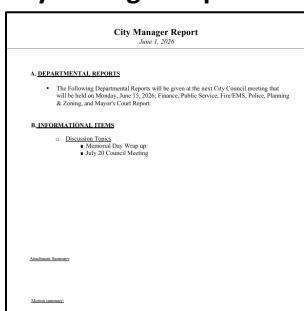 City Manager Report
June 1, 2026
A. DEPARTMENTAL REPORTS
▪ The Following Departmental Reports will be given at the next City Council meeting that
will be held on Monday, June 15, 2026; Finance, Public Service, Fire/EMS, Police, Planning
& Zoning, and Mayor's Court Report.
B. INFORMATIONAL ITEMS
o Discussion Topics
■ Memorial Day Wrap up
■ July 20 Council Meeting
Attachment Summary
Motion summary: